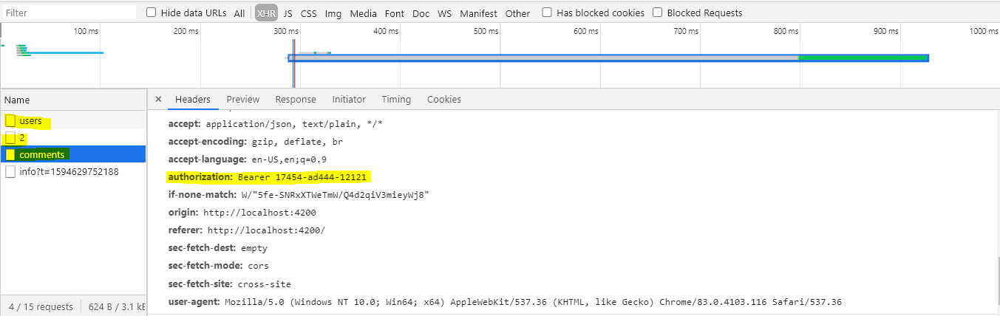 Filter Hide data URLs All XHR JS CSS Img Media Font Doc WS Manifest Other Has blocked cookies Blocked Requests
100 ms 200 ms 300 ms 400 ms 500 ms 600 ms 700 ms 800 ms 900 ms 1000 ms
Name
users
2
comments
info?t=1594629752188
4 / 15 requests 624 B / 3.1 kB
× Headers Preview Response Initiator Timing Cookies
accept: application/json, text/plain, */*
accept-encoding: gzip, deflate, br
accept-language: en-US,en;q=0.9
authorization: Bearer 17454-ad444-12121
if-none-match: W/"5fe-SNRxXTWeTmW/Q4d2qiV3mieyWj8"
origin: http://localhost:4200
referer: http://localhost:4200/
sec-fetch-dest: empty
sec-fetch-mode: cors
sec-fetch-site: cross-site
user-agent: Mozilla/5.0 (Windows NT 10.0; Win64; x64) AppleWebKit/537.36 (KHTML, like Gecko) Chrome/83.0.4103.116 Safari/537.36